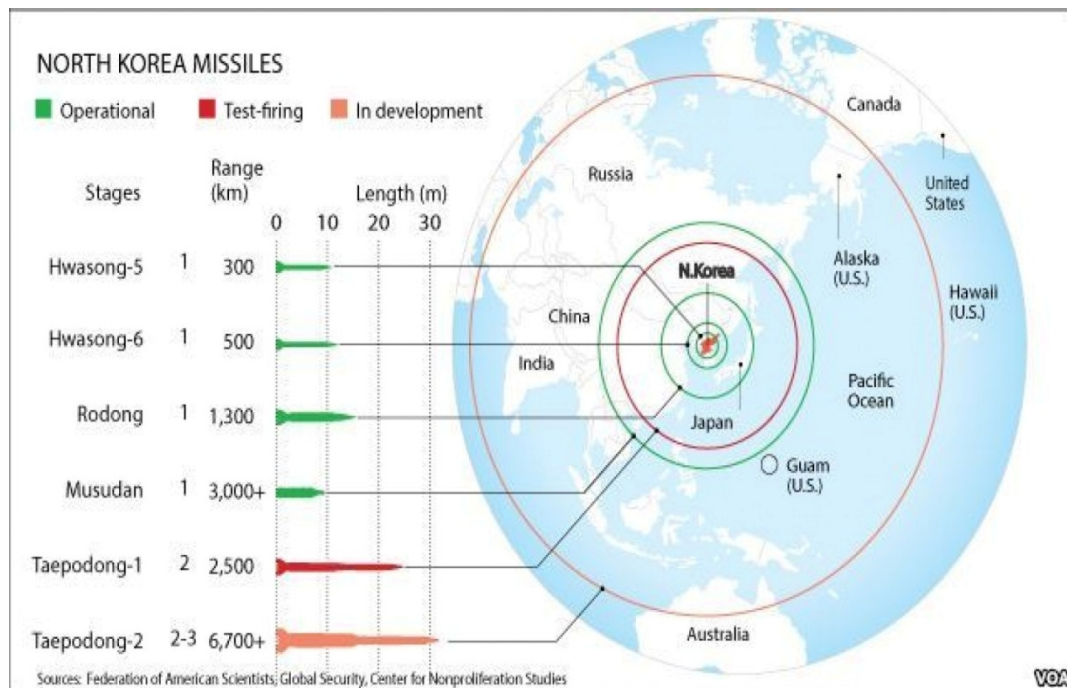 NORTH KOREA MISSILES
Operational Test-firing In development
Stages Range (km) Length (m)
0 10 20 30
Hwasong-5 1 300
Hwasong-6 1 500
Rodong 1 1,300
Musudan 1 3,000+
Taepodong-1 2 2,500
Taepodong-2 2-3 6,700+
Canada
Russia
United States
Alaska (U.S.)
N.Korea
Hawaii (U.S.)
China
India
Pacific Ocean
Japan
Guam (U.S.)
Australia
Sources: Federation of American Scientists, Global Security, Center for Nonproliferation Studies
VOA